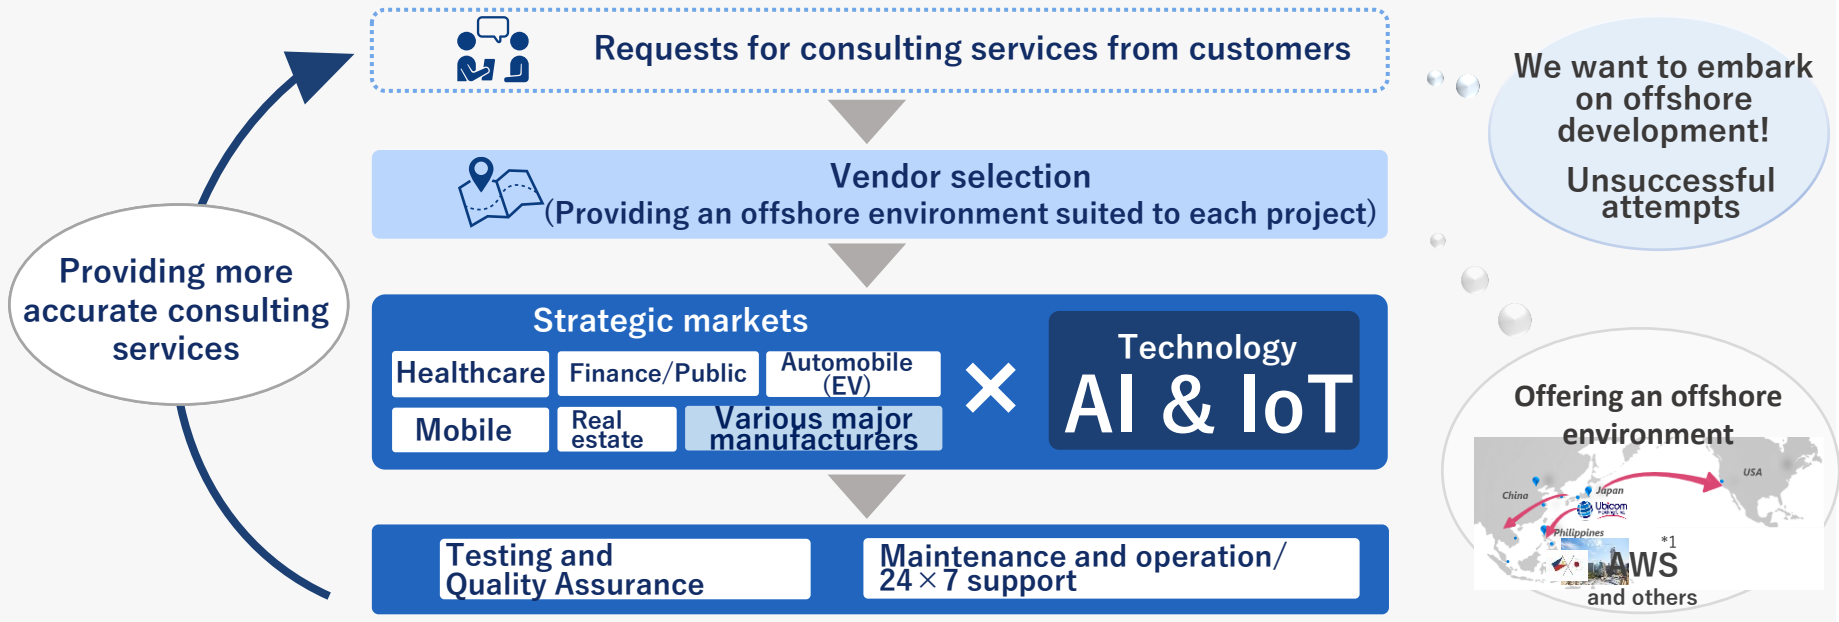 Requests for consulting services from customers
Vendor selection
(Providing an offshore environment suited to each project)
Providing more
accurate consulting
services
Strategic markets
Healthcare
Finance/Public
Automobile
(EV)
Mobile
Real
estate
Various major
manufacturers
×
Technology
AI & IoT
Testing and
Quality Assurance
Maintenance and operation/
24×7 support
We want to embark
on offshore
development!
Unsuccessful
attempts
Offering an offshore
environment
USA
China
Japan
Ubicom
Philippines
*1
AWS
and others